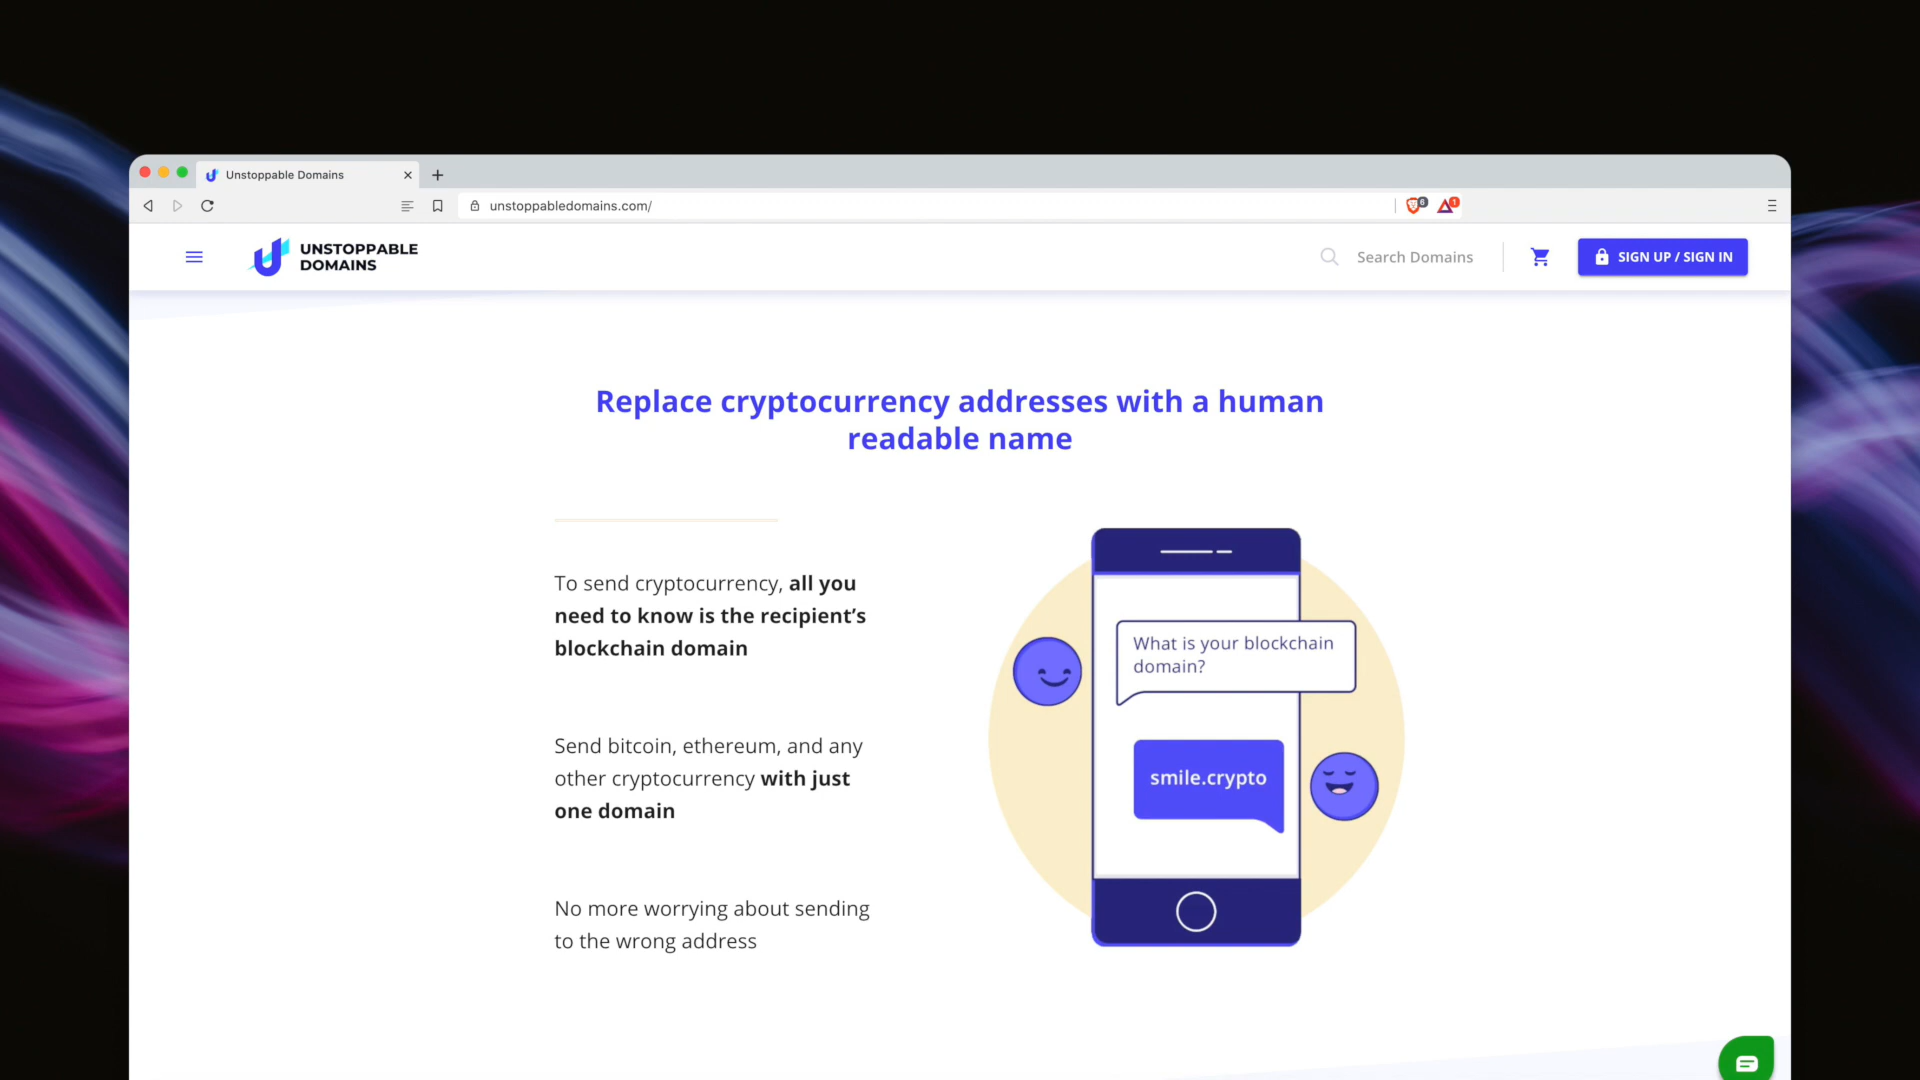 Unstoppable Domains
unstoppabledomains.com/
6
1
UNSTOPPABLE
DOMAINS
Search Domains
SIGN UP / SIGN IN
Replace cryptocurrency addresses with a human
readable name
To send cryptocurrency, all you
need to know is the recipient’s
blockchain domain
Send bitcoin, ethereum, and any
other cryptocurrency with just
one domain
No more worrying about sending
to the wrong address
What is your blockchain
domain?
smile.crypto